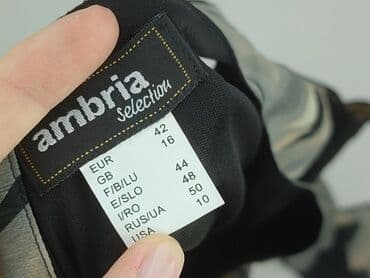 ambria
Selection
EUR 42
GB 16
F/B/LU 44
E/SLO 48
I/RO 50
RUS/UA 10
USA